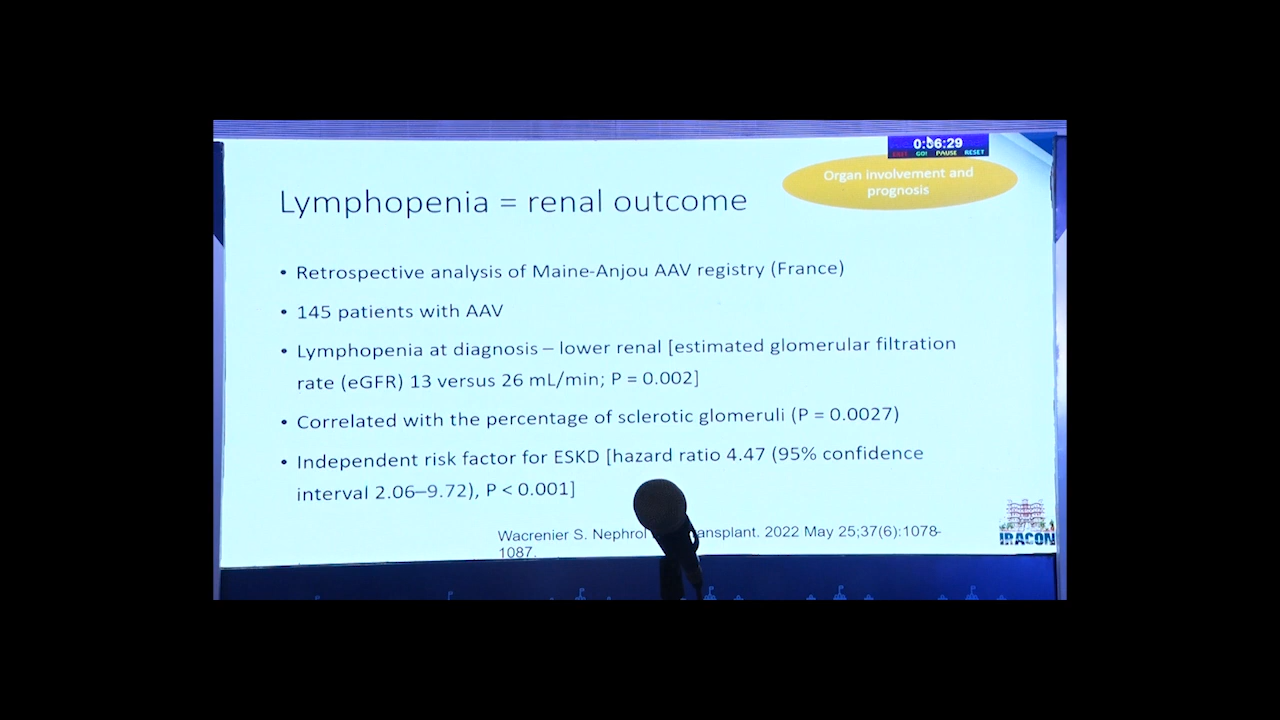 0:06:29
EXIT GO! PAUSE RESET
Organ involvement and
prognosis
Lymphopenia = renal outcome
• Retrospective analysis of Maine-Anjou AAV registry (France)
• 145 patients with AAV
• Lymphopenia at diagnosis – lower renal [estimated glomerular filtration
rate (eGFR) 13 versus 26 mL/min; P = 0.002]
• Correlated with the percentage of sclerotic glomeruli (P = 0.0027)
• Independent risk factor for ESKD [hazard ratio 4.47 (95% confidence
interval 2.06–9.72), P < 0.001]
Wacrenier S. Nephrol ansplant. 2022 May 25;37(6):1078-
1087.
IRACON